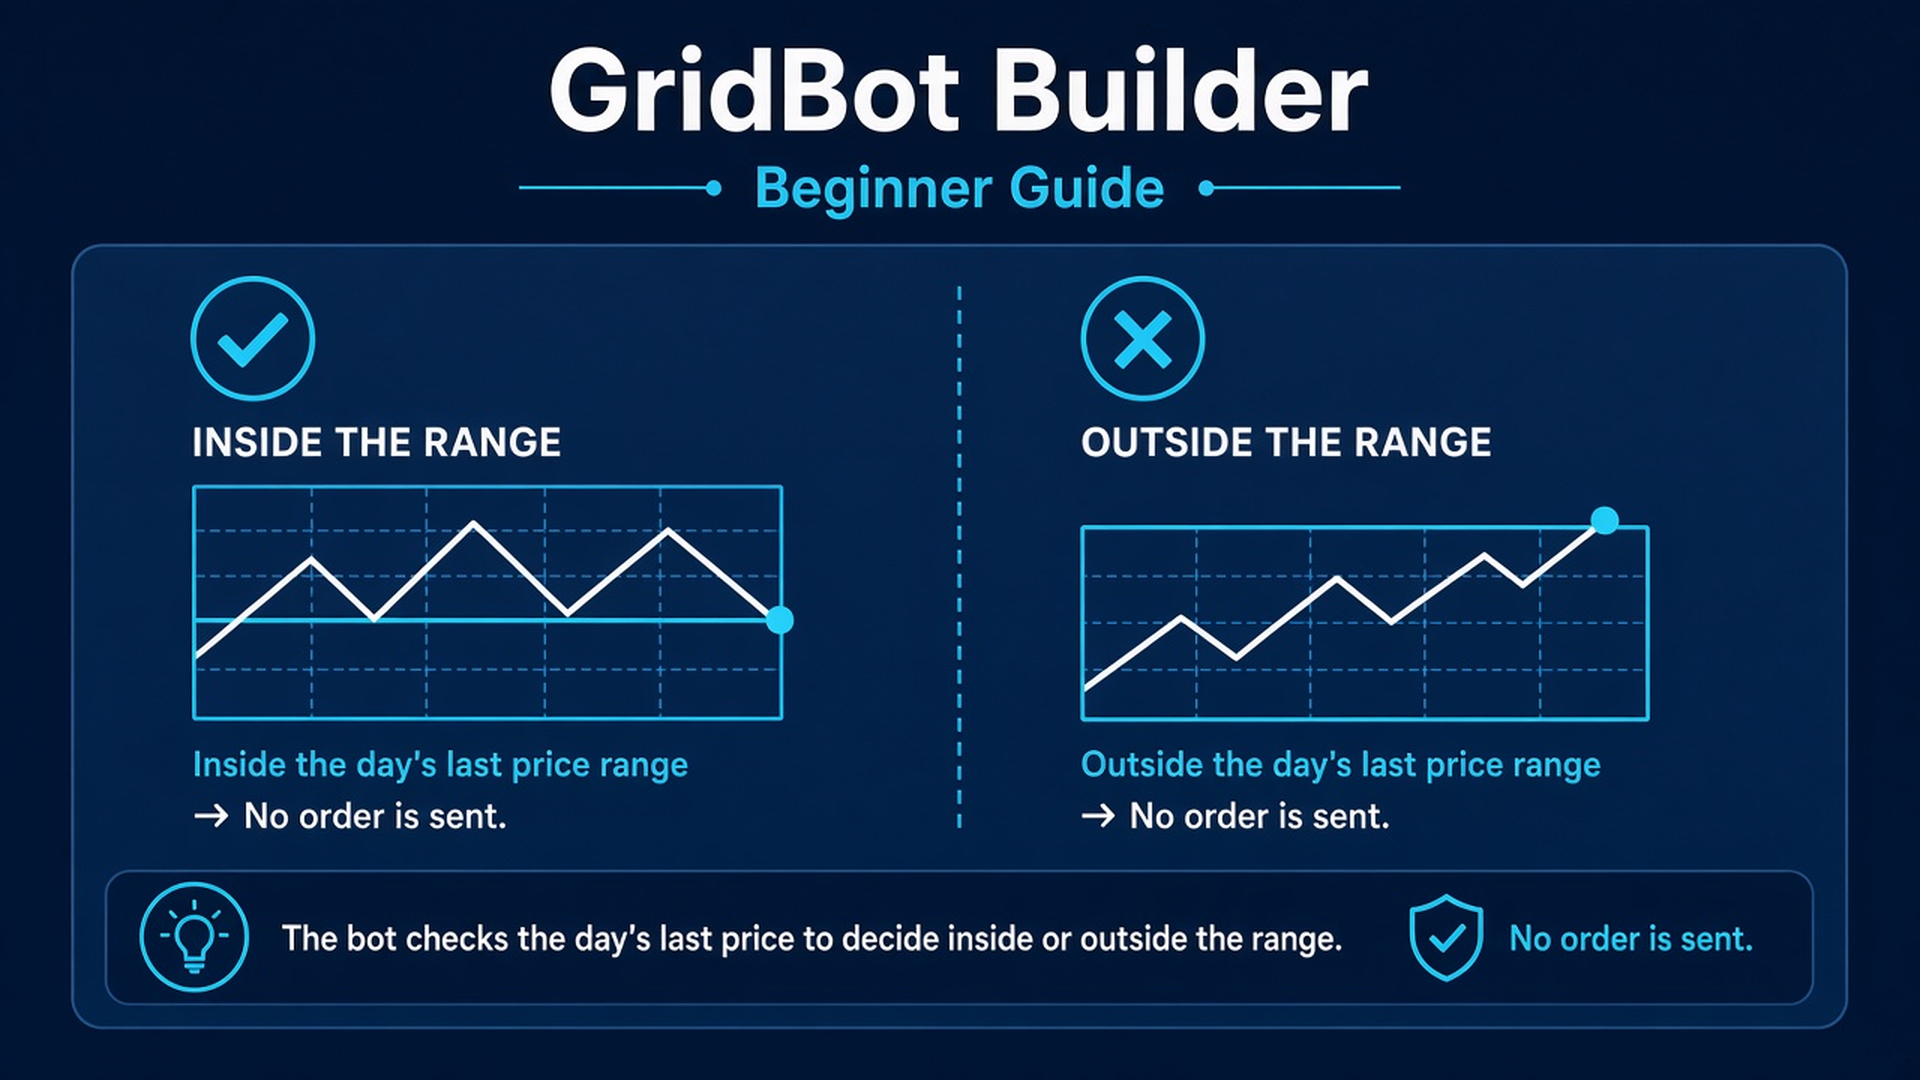 GridBot Builder
Beginner Guide
INSIDE THE RANGE
Inside the day's last price range
→ No order is sent.
OUTSIDE THE RANGE
Outside the day's last price range
→ No order is sent.
The bot checks the day's last price to decide inside or outside the range.
No order is sent.